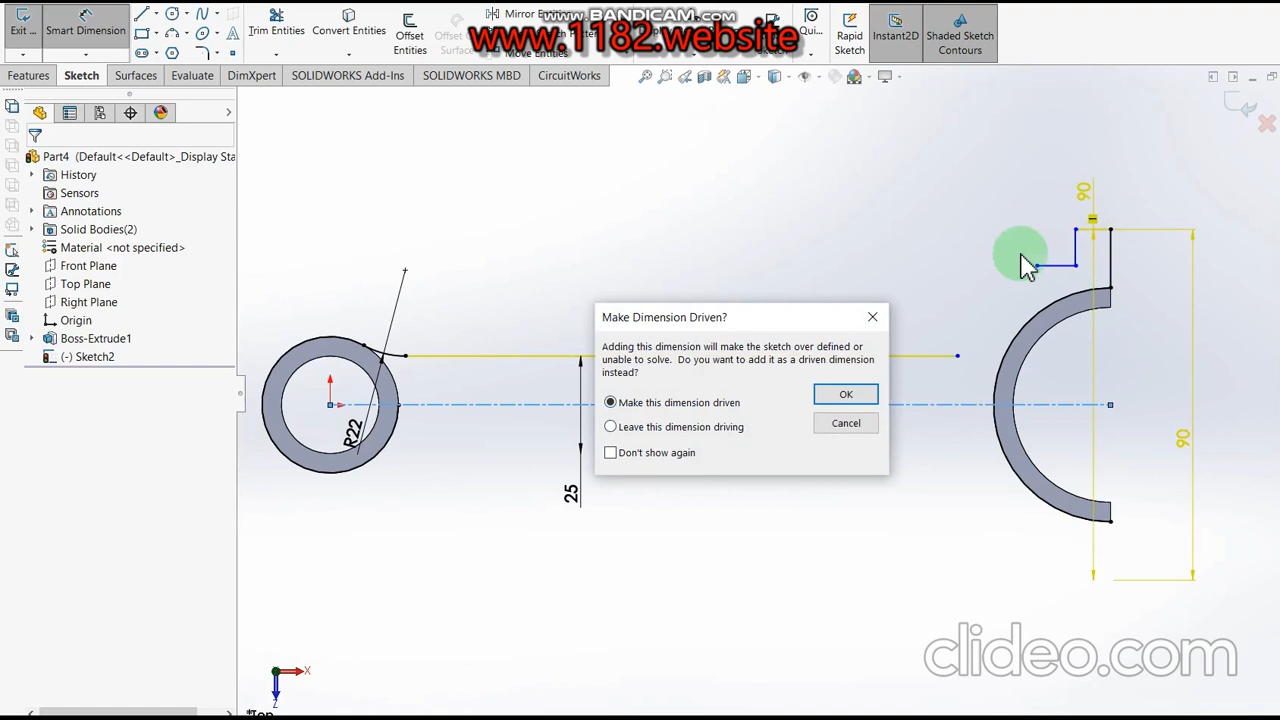 www.BANDICAM.com
www.1182.website
Exit ...
Smart Dimension
Trim Entities
Convert Entities
Offset Entities
Offset
Surface...
Mirror Entities
Move Entities
Rapid Sketch
Instant2D
Shaded Sketch Contours
Qui...
Features
Sketch
Surfaces
Evaluate
DimXpert
SOLIDWORKS Add-Ins
SOLIDWORKS MBD
CircuitWorks
Part4 (Default<<Default>_Display Sta
History
Sensors
Annotations
Solid Bodies(2)
Material <not specified>
Front Plane
Top Plane
Right Plane
Origin
Boss-Extrude1
(-) Sketch2
Make Dimension Driven?
Adding this dimension will make the sketch over defined or
unable to solve. Do you want to add it as a driven dimension
instead?
OK
Make this dimension driven
Cancel
Leave this dimension driving
Don't show again
R22
25
90
90
X
Z
*Top
clideo.com